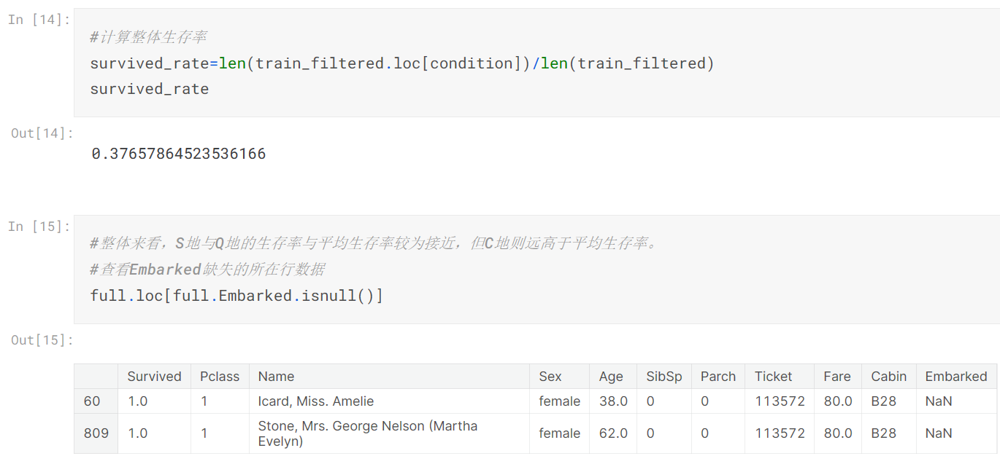 In [14]:
#计算整体生存率
survived_rate=len(train_filtered.loc[condition])/len(train_filtered)
survived_rate
Out[14]:
0.37657864523536166
In [15]:
#整体来看，S地与Q地的生存率与平均生存率较为接近，但C地则远高于平均生存率。
#查看Embarked缺失的所在行数据
full.loc[full.Embarked.isnull()]
Out[15]:
Survived Pclass Name Sex Age SibSp Parch Ticket Fare Cabin Embarked
60 1.0 1 Icard, Miss. Amelie female 38.0 0 0 113572 80.0 B28 NaN
809 1.0 1 Stone, Mrs. George Nelson (Martha
Evelyn) female 62.0 0 0 113572 80.0 B28 NaN